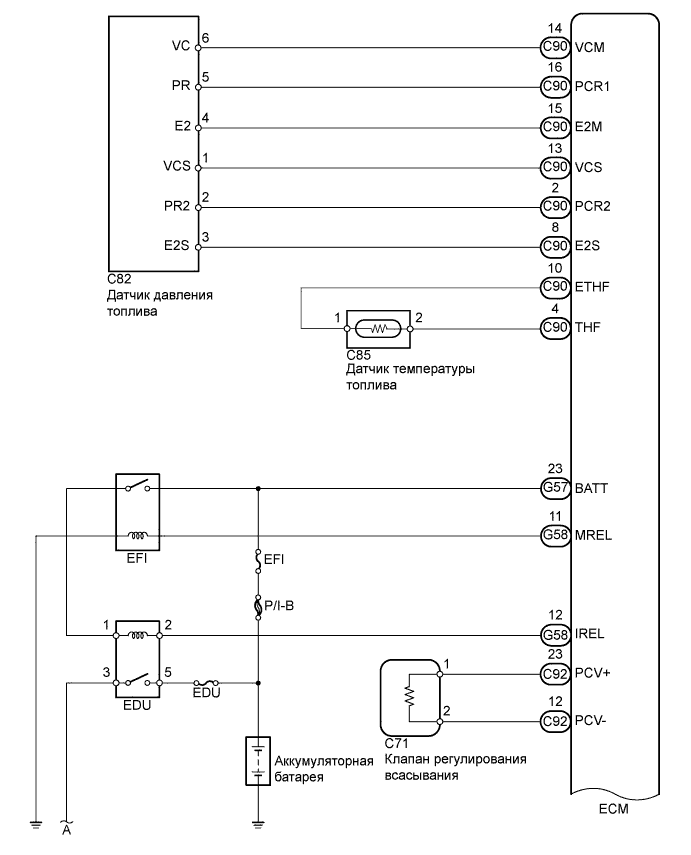 14
VC 6 C90 VCM
16
PR 5 C90 PCR1
15
E2 4 C90 E2M
13
VCS 1 C90 VCS
2
PR2 2 C90 PCR2
8
E2S 3 C90 E2S
C82
Датчик давления
топлива
10
C90 ETHF
4
1 2 C90 THF
C85
Датчик температуры
топлива
23
G57 BATT
11
G58 MREL
EFI
EFI
P/I-B
12
1 2 G58 IREL
23
3 5 1 C92 PCV+
EDU
EDU
12
2 C92 PCV-
C71
Клапан регулирования
всасывания
Аккумуляторная
батарея
ECM
A